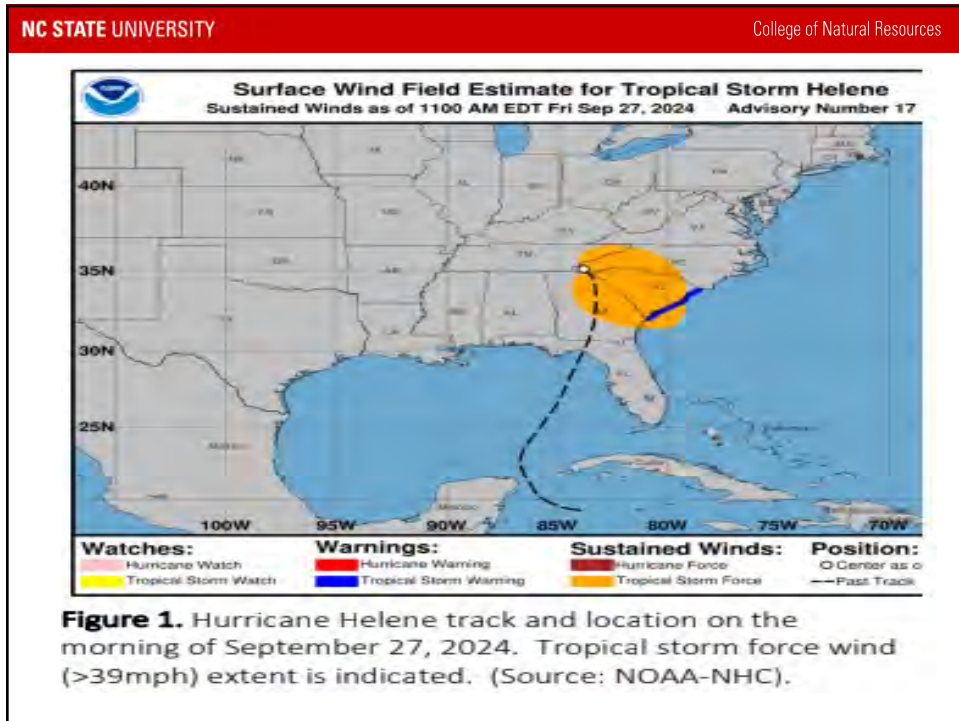 NC STATE UNIVERSITY
College of Natural Resources
Surface Wind Field Estimate for Tropical Storm Helene
Sustained Winds as of 1100 AM EDT Fri Sep 27, 2024 Advisory Number 17
40N
35N
30N
25N
100W 95W 90W 85W 80W 75W 70W
Watches: Warnings: Sustained Winds: Position:
Hurricane Watch Hurricane Warning Hurricane Force Center as o
Tropical Storm Watch Tropical Storm Warning Tropical Storm Force Past Track
Figure 1. Hurricane Helene track and location on the
morning of September 27, 2024. Tropical storm force wind
(>39mph) extent is indicated. (Source: NOAA-NHC).